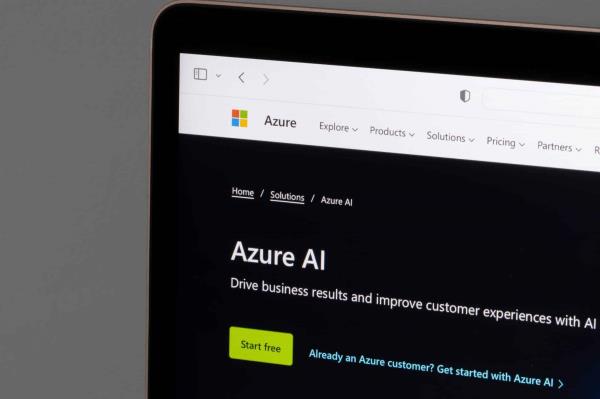 Azure Explore Products Solutions Pricing Partners R
Home / Solutions / Azure AI
Azure AI
Drive business results and improve customer experiences with AI
Start free Already an Azure customer? Get started with Azure AI